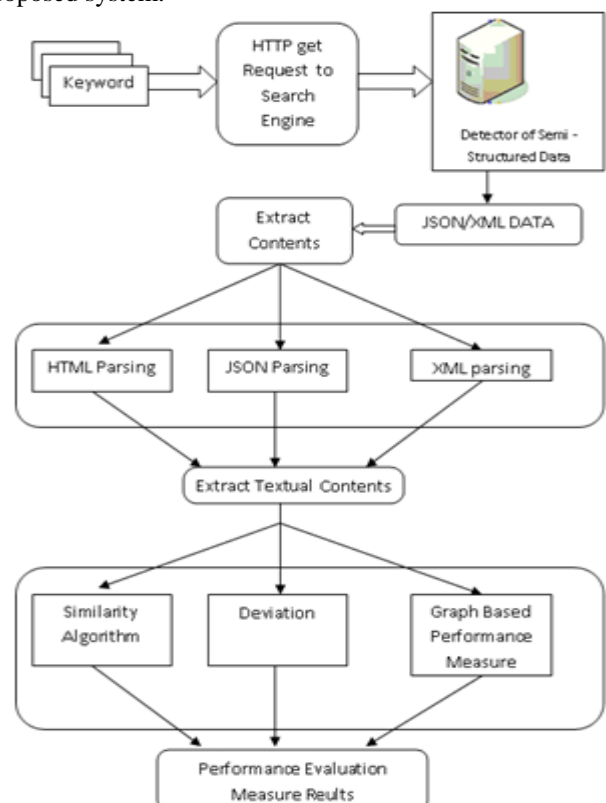 proposed system.
Keyword
HTTP get
Request to
Search
Engine
Detector of Semi -
Structured Data
JSON/XML DATA
Extract
Contents
HTML Parsing
JSON Parsing
XML parsing
Extract Textual Contents
Similarity
Algorithm
Deviation
Graph Based
Performance
Measure
Performance Evaluation
Measure Reults